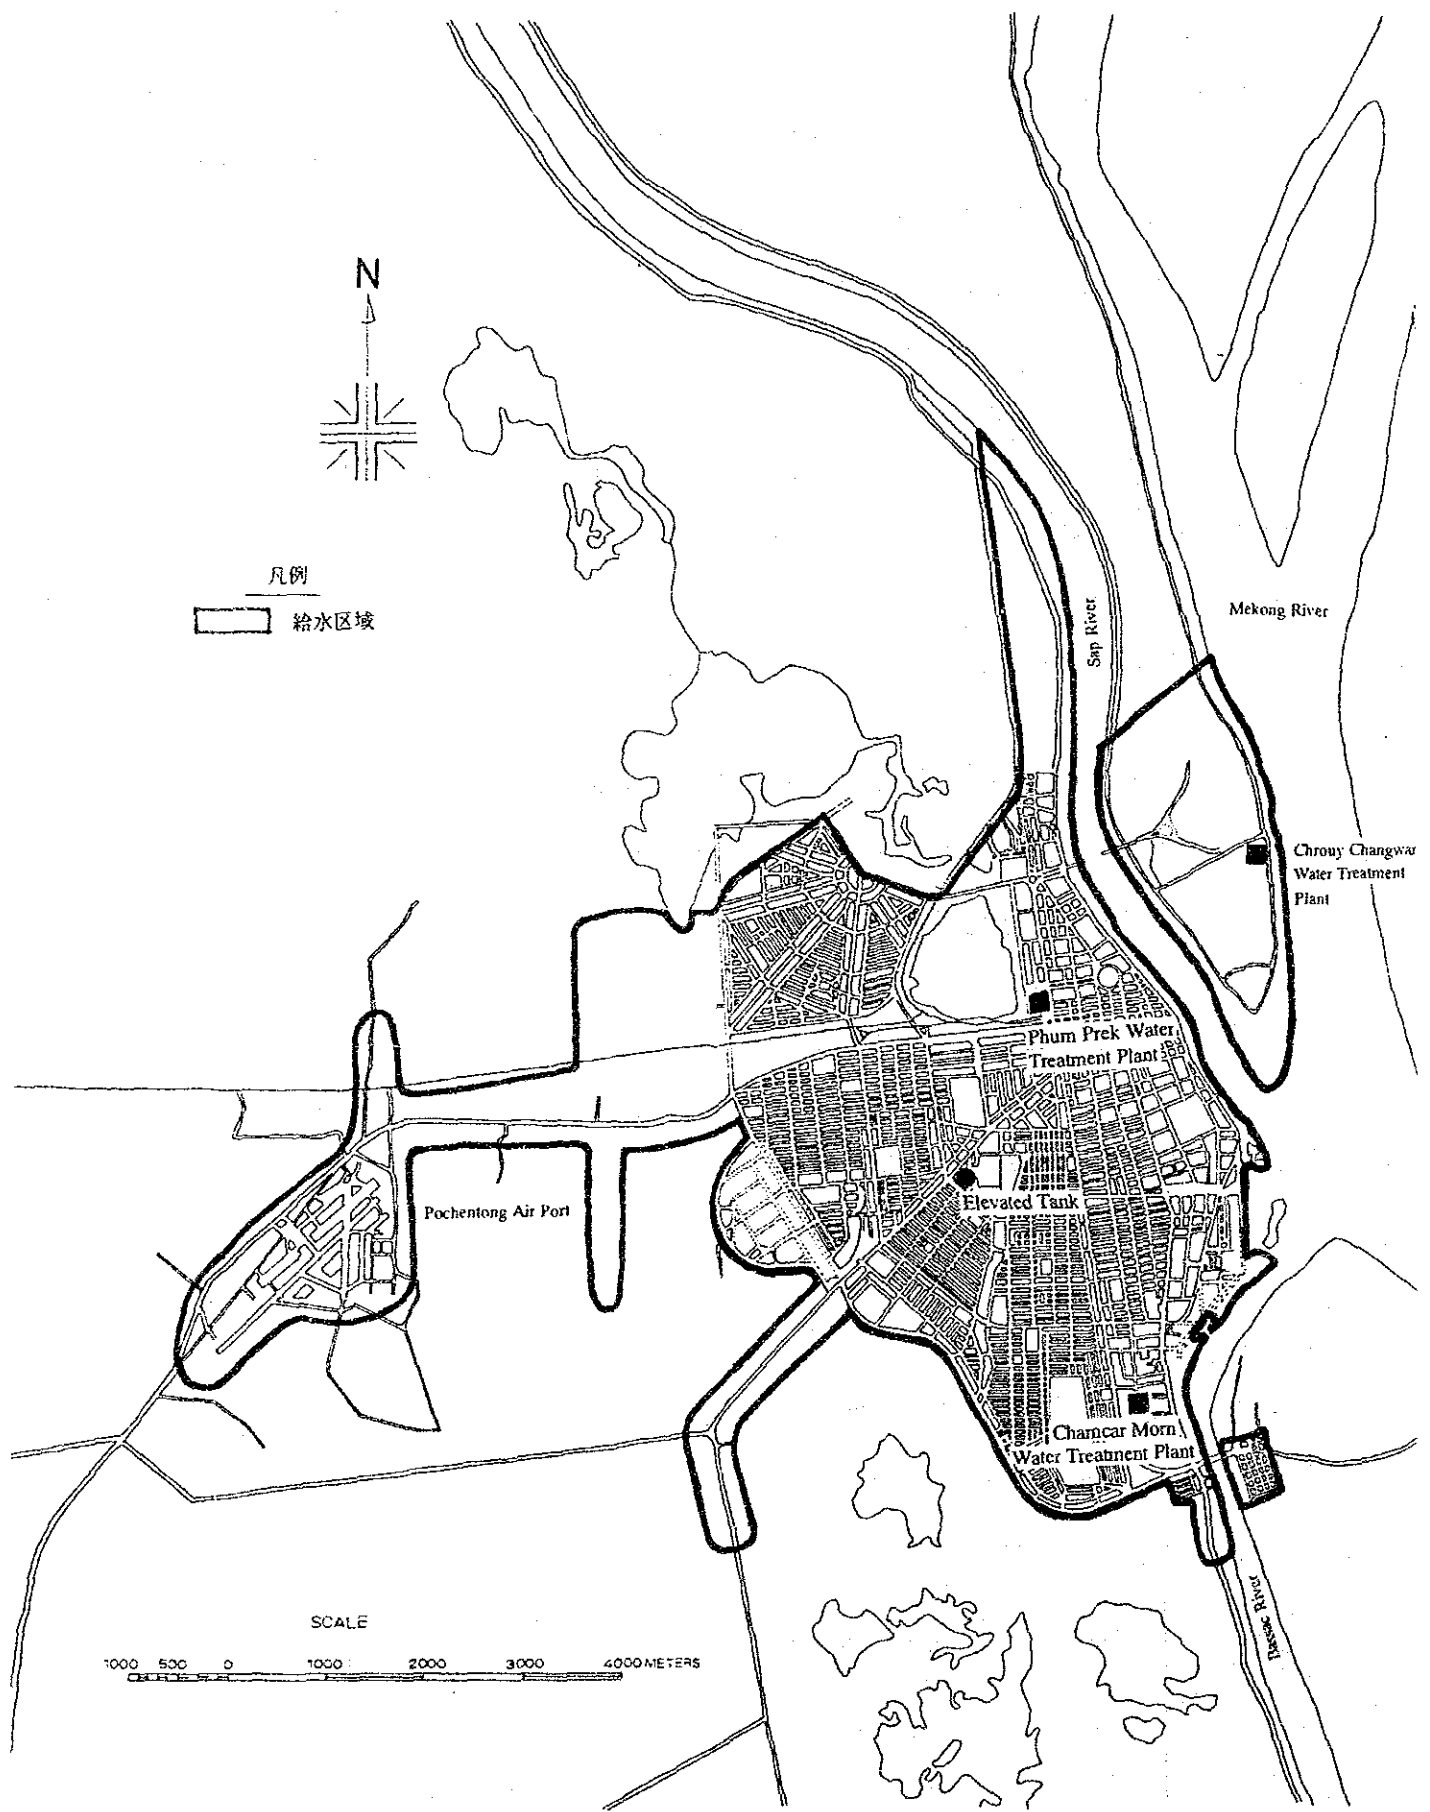 N
凡例
給水区域
Sap River
Mekong River
Chrouy Changwar
Water Treatment
Plant
Phum Prek Water
Treatment Plant
Elevated Tank
Pochentong Air Port
Chamcar Morn
Water Treatment Plant
Bassac River
SCALE
1000 500 0 1000 2000 3000 4000 METERS